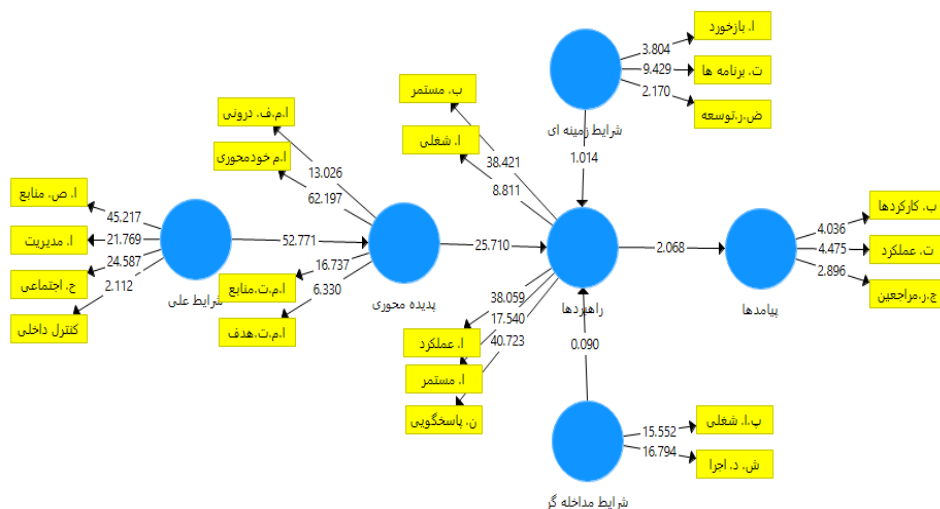 ا. بازخورد
3.804
ت. برنامه ها
9.429
2.170
ض.ر.توسعه
شرایط زمینه ای
1.014
ب. مستمر
ا. شغلی
38.421
8.811
ا.م.ف. درونی
ا.م خودمحوری
13.026
62.197
ا. ص. منابع
ا. مدیریت
ح. اجتماعی
کنترل داخلی
45.217
21.769
24.587
2.112
شرایط علی
52.771
16.737
6.330
ا.م.ت.منابع
ا.م.ت.هدف
پدیده محوری
25.710
راهبردها
38.059
17.540
40.723
ا. عملکرد
ا. مستمر
ن. پاسخگویی
2.068
پیامدها
4.036
4.475
2.896
ب. کارکردها
ت. عملکرد
ج.ر.مراجعین
0.090
15.552
16.794
پ.ا. شغلی
ش. د. اجرا
شرایط مداخله گر